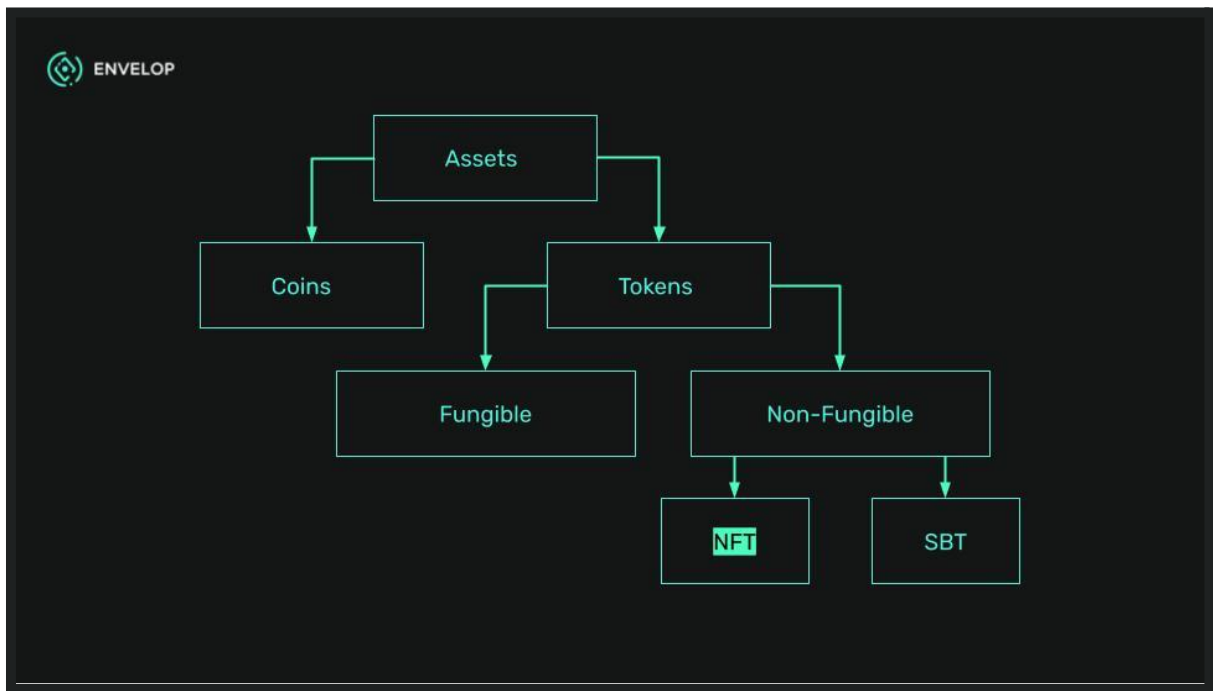 ENVELOP
Assets
Coins
Tokens
Fungible
Non-Fungible
NFT
SBT